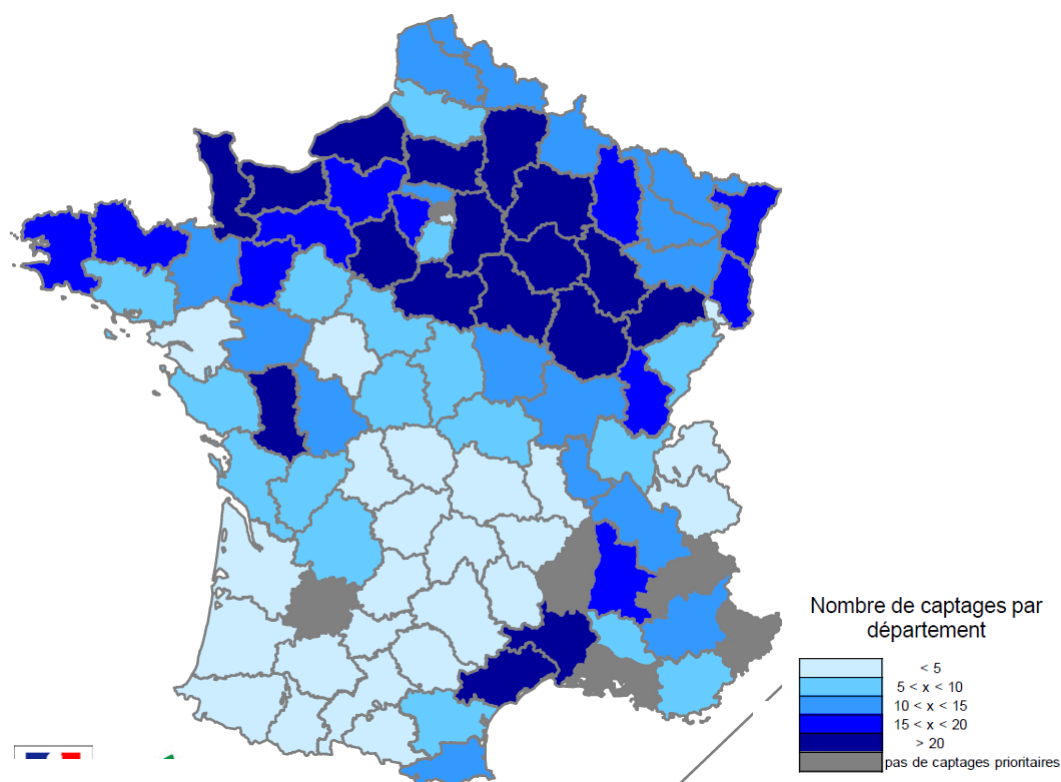 Nombre de captages par
département
< 5
5 < x < 10
10 < x < 15
15 < x < 20
> 20
pas de captages prioritaires